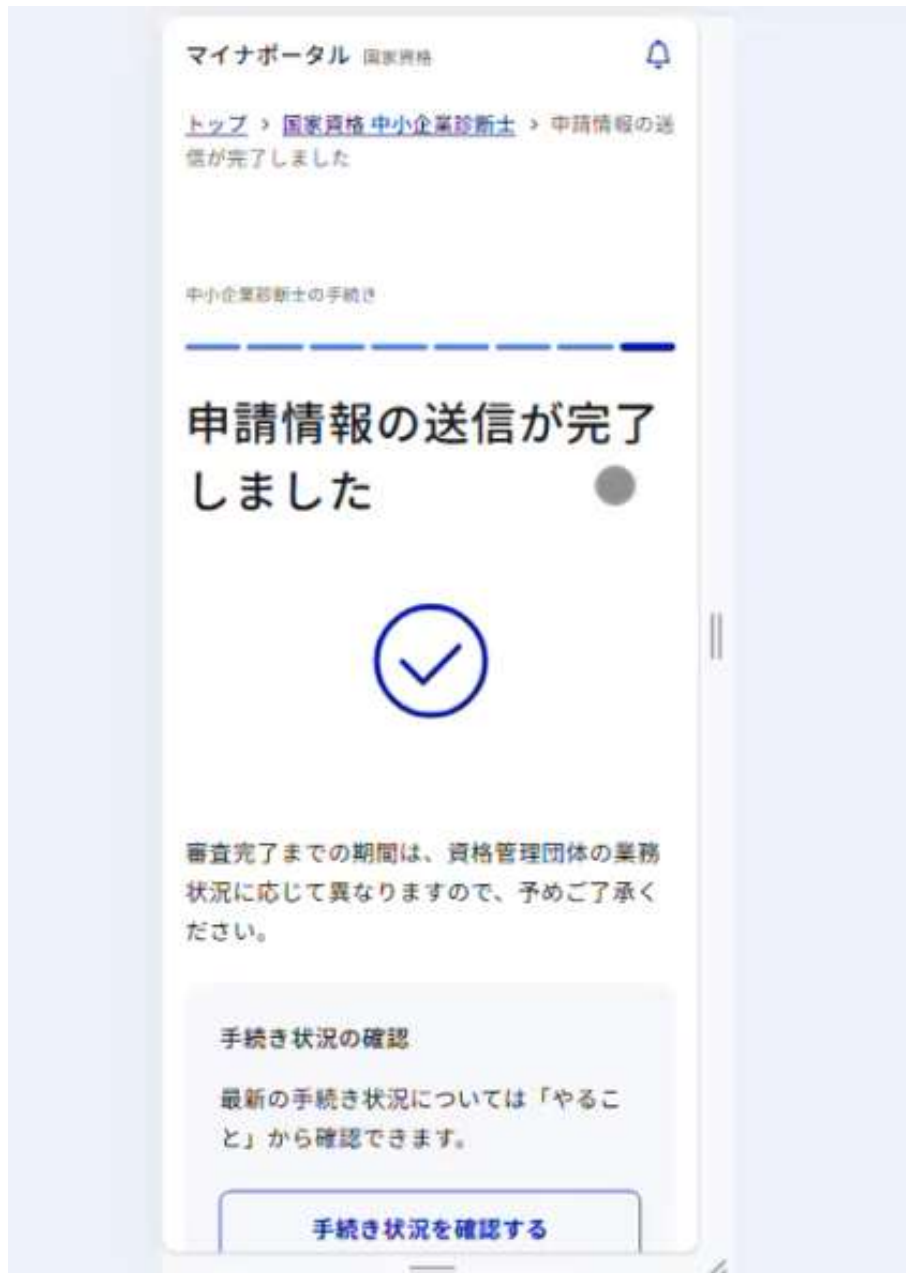 マイナポータル 国家資格
トップ › 国家資格 中小企業診断士 › 申請情報の送
信が完了しました
中小企業診断士の手続き
申請情報の送信が完了
しました
審査完了までの期間は、資格管理団体の業務
状況に応じて異なりますので、予めご了承く
ださい。
手続き状況の確認
最新の手続き状況については「やるこ
と」から確認できます。
手続き状況を確認する